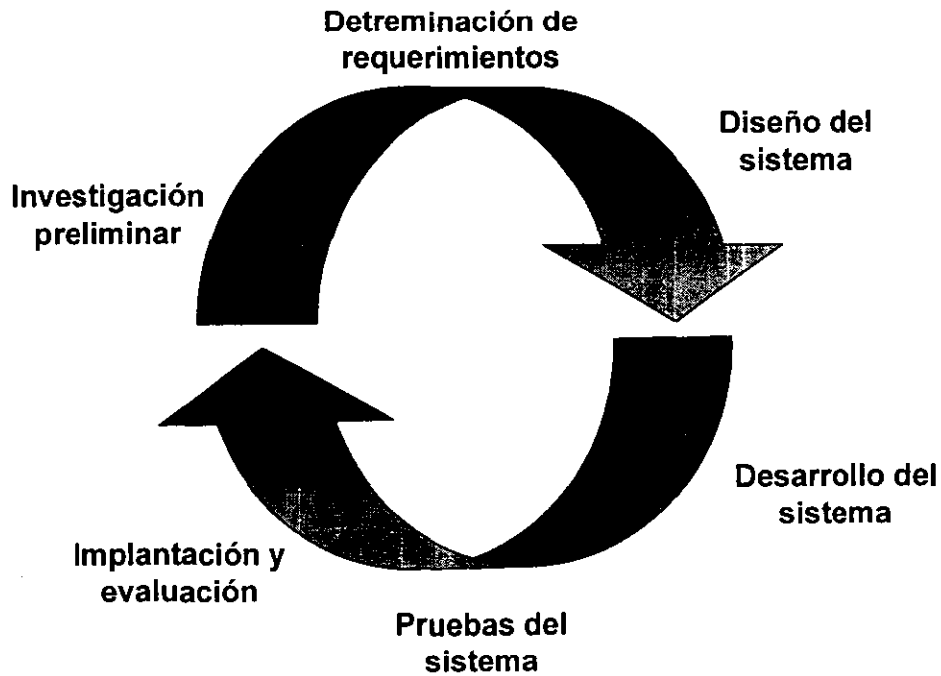 Detreminación de
requerimientos
Diseño del
sistema
Investigación
preliminar
Desarrollo del
sistema
Implantación y
evaluación
Pruebas del
sistema